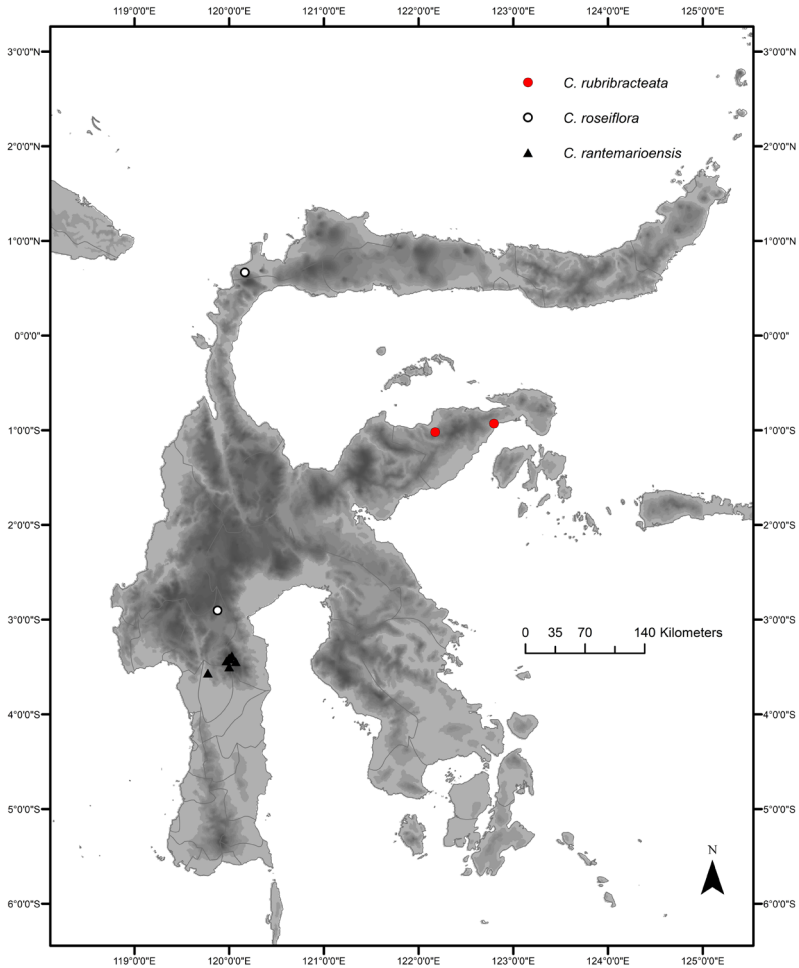 119°0'0"E 120°0'0"E 121°0'0"E 122°0'0"E 123°0'0"E 124°0'0"E 125°0'0"E
3°0'0"N 3°0'0"N
C. rubribracteata
C. roseiflora
2°0'0"N 2°0'0"N
C. rantemarioensis
1°0'0"N 1°0'0"N
0°0'0" 0°0'0"
1°0'0"S 1°0'0"S
2°0'0"S 2°0'0"S
3°0'0"S 3°0'0"S
0 35 70 140 Kilometers
4°0'0"S 4°0'0"S
5°0'0"S 5°0'0"S
N
6°0'0"S 6°0'0"S
119°0'0"E 120°0'0"E 121°0'0"E 122°0'0"E 123°0'0"E 124°0'0"E 125°0'0"E